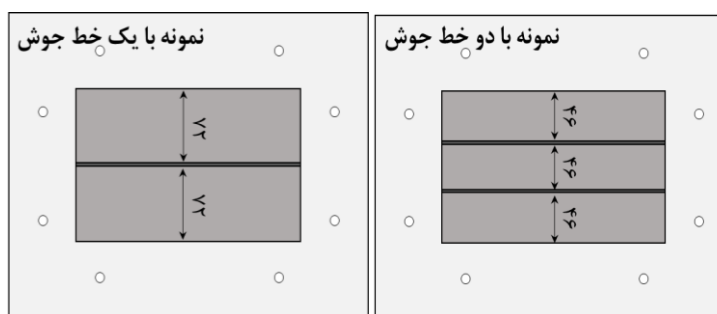 نمونه با یک خط جوش
۷۲
۷۲
نمونه با دو خط جوش
۴۶
۴۶
۴۶